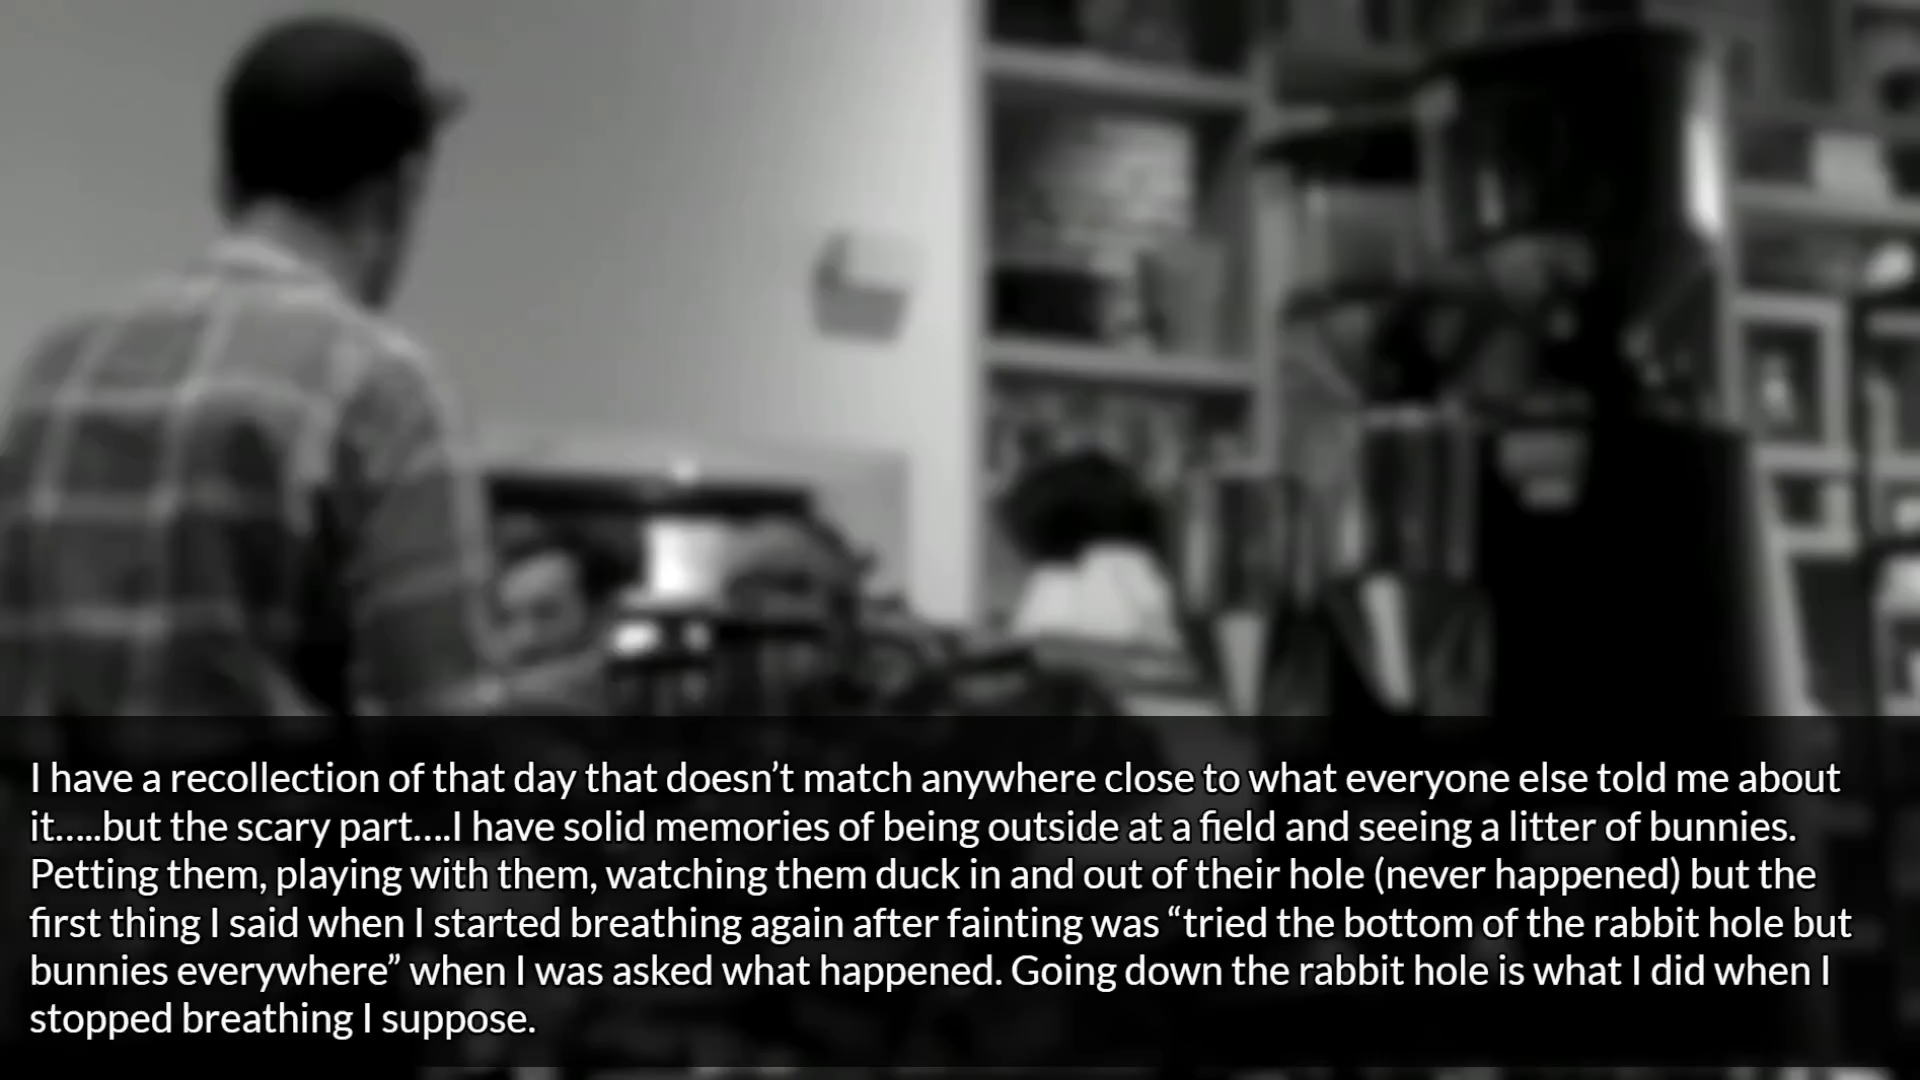 I have a recollection of that day that doesn’t match anywhere close to what everyone else told me about
it.....but the scary part....I have solid memories of being outside at a field and seeing a litter of bunnies.
Petting them, playing with them, watching them duck in and out of their hole (never happened) but the
first thing I said when I started breathing again after fainting was “tried the bottom of the rabbit hole but
bunnies everywhere” when I was asked what happened. Going down the rabbit hole is what I did when I
stopped breathing I suppose.